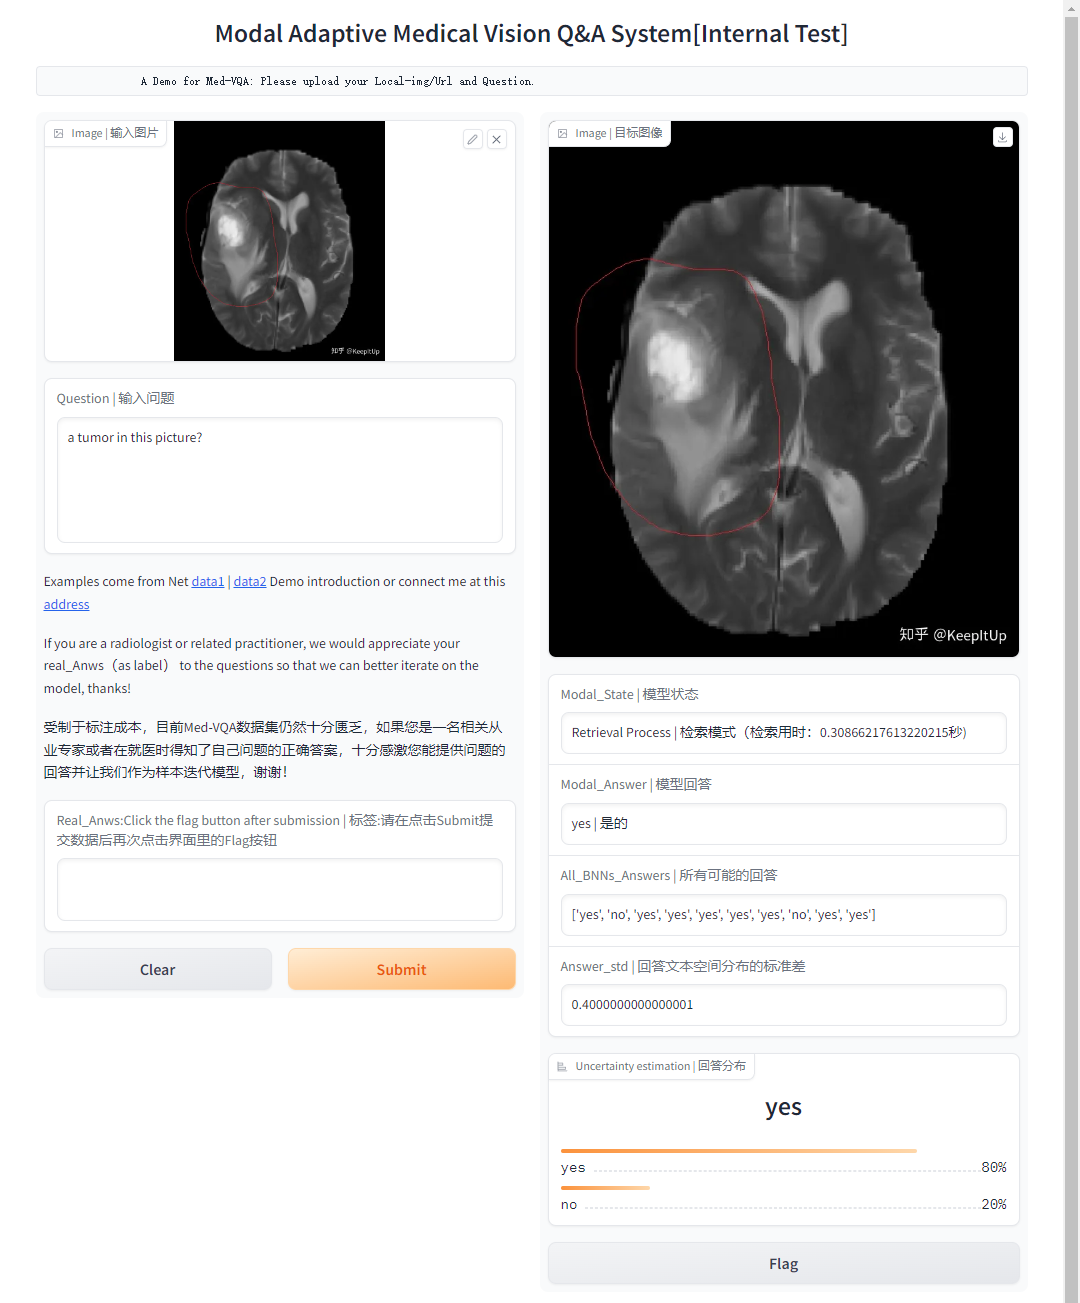 Modal Adaptive Medical Vision Q&A System[Internal Test]
A Demo for Med-VQA: Please upload your Local-img/Url and Question.
Image | 输入图片
知乎 @KeepItUp
Question | 输入问题
a tumor in this picture?
Examples come from Net data1 | data2 Demo introduction or connect me at this
address
If you are a radiologist or related practitioner, we would appreciate your
real_Anws（as label） to the questions so that we can better iterate on the
model, thanks!
受制于标注成本，目前Med-VQA数据集仍然十分匮乏，如果您是一名相关从
业专家或者在就医时得知了自己问题的正确答案，十分感激您能提供问题的
回答并让我们作为样本迭代模型，谢谢！
Real_Anws:Click the flag button after submission | 标签:请在点击Submit提
交数据后再次点击界面里的Flag按钮
Clear
Submit
Image | 目标图像
知乎 @KeepItUp
Modal_State | 模型状态
Retrieval Process | 检索模式（检索用时：0.30866217613220215秒)
Modal_Answer | 模型回答
yes | 是的
All_BNNs_Answers | 所有可能的回答
['yes', 'no', 'yes', 'yes', 'yes', 'yes', 'yes', 'no', 'yes', 'yes']
Answer_std | 回答文本空间分布的标准差
0.4000000000000001
Uncertainty estimation | 回答分布
yes
yes 80%
no 20%
Flag